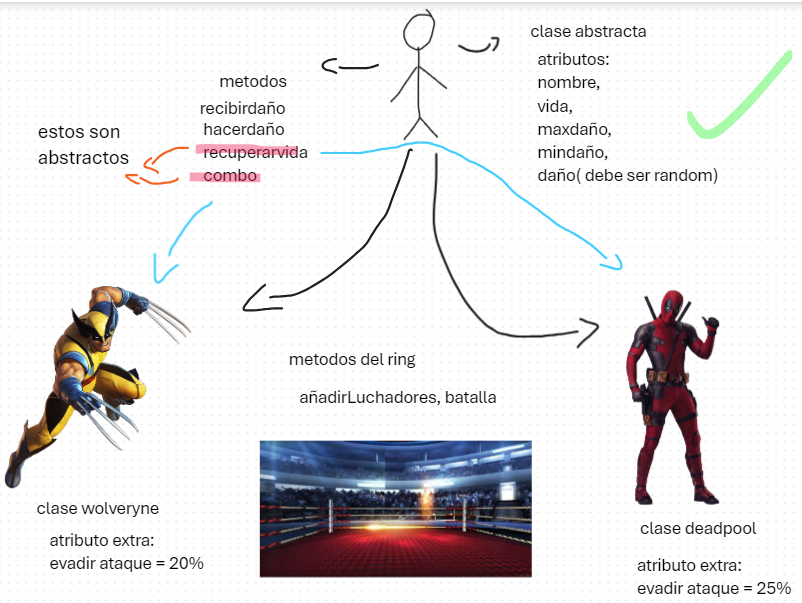 clase abstracta
atributos:
nombre,
vida,
maxdaño,
mindaño,
daño( debe ser random)
metodos
recibirdaño
hacerdaño
recuperarvida
combo
estos son
abstractos
metodos del ring
añadirLuchadores, batalla
clase wolveryne
atributo extra:
evadir ataque = 20%
clase deadpool
atributo extra:
evadir ataque = 25%